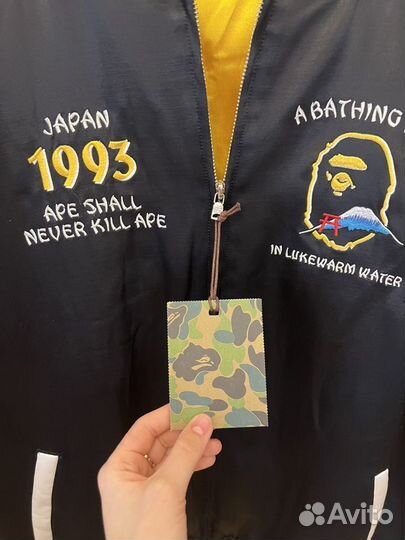 JAPAN
1993
APE SHALL
NEVER KILL APE
A BATHING
IN LUKEWARM WATER
Avito